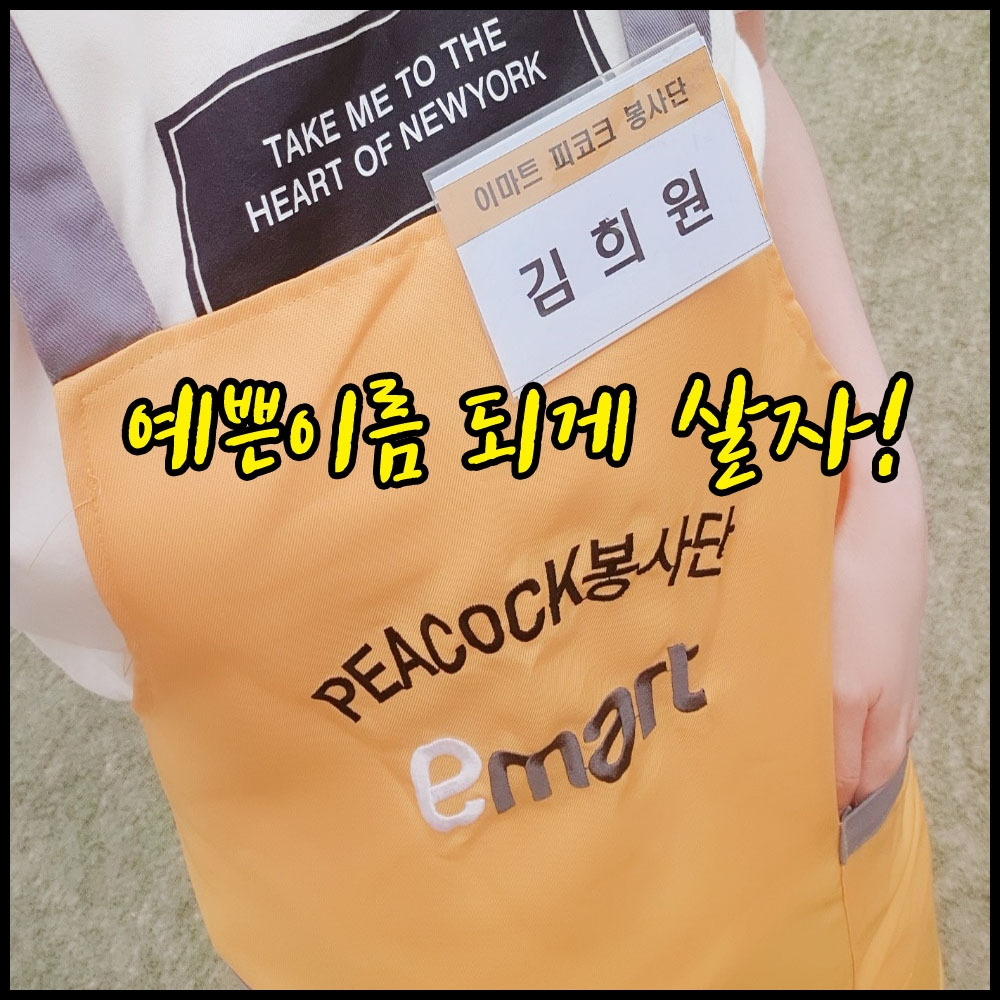 TAKE ME TO THE
HEART OF NEWYORK
이마트 피코크 봉사단
김희원
예쁜이름 되게 살자!
PEACOCK봉사단
emart